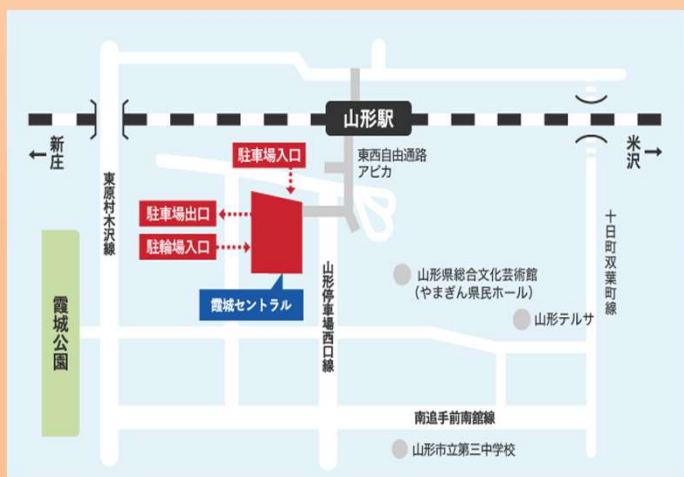 山形駅
←
新庄
米沢
→
駐車場入口
東西自由通路
アピカ
駐車場出口
駐輪場入口
霞城セントラル
東原村木沢線
霞城公園
山形停車場西口線
山形県総合文化芸術館
(やまぎん県民ホール)
山形テルサ
十日町双葉町線
南追手前南館線
山形市立第三中学校